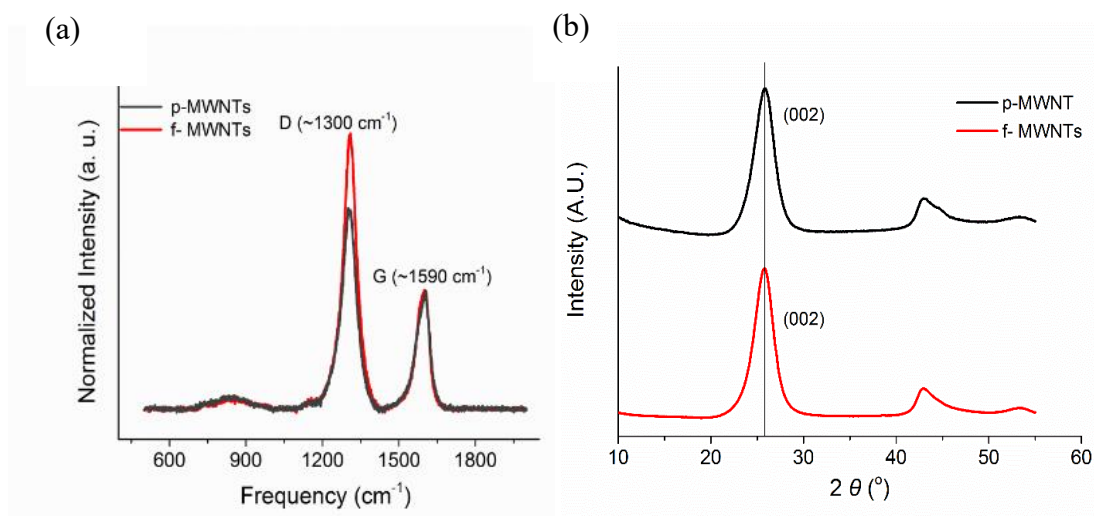 (a)
p-MWNTs
f- MWNTs
D (~1300 cm⁻¹)
G (~1590 cm⁻¹)
Normalized Intensity (a. u.)
600 900 1200 1500 1800
Frequency (cm⁻¹)
(b)
p-MWNT
f- MWNTs
(002)
(002)
Intensity (A.U.)
10 20 30 40 50 60
2 θ (°)